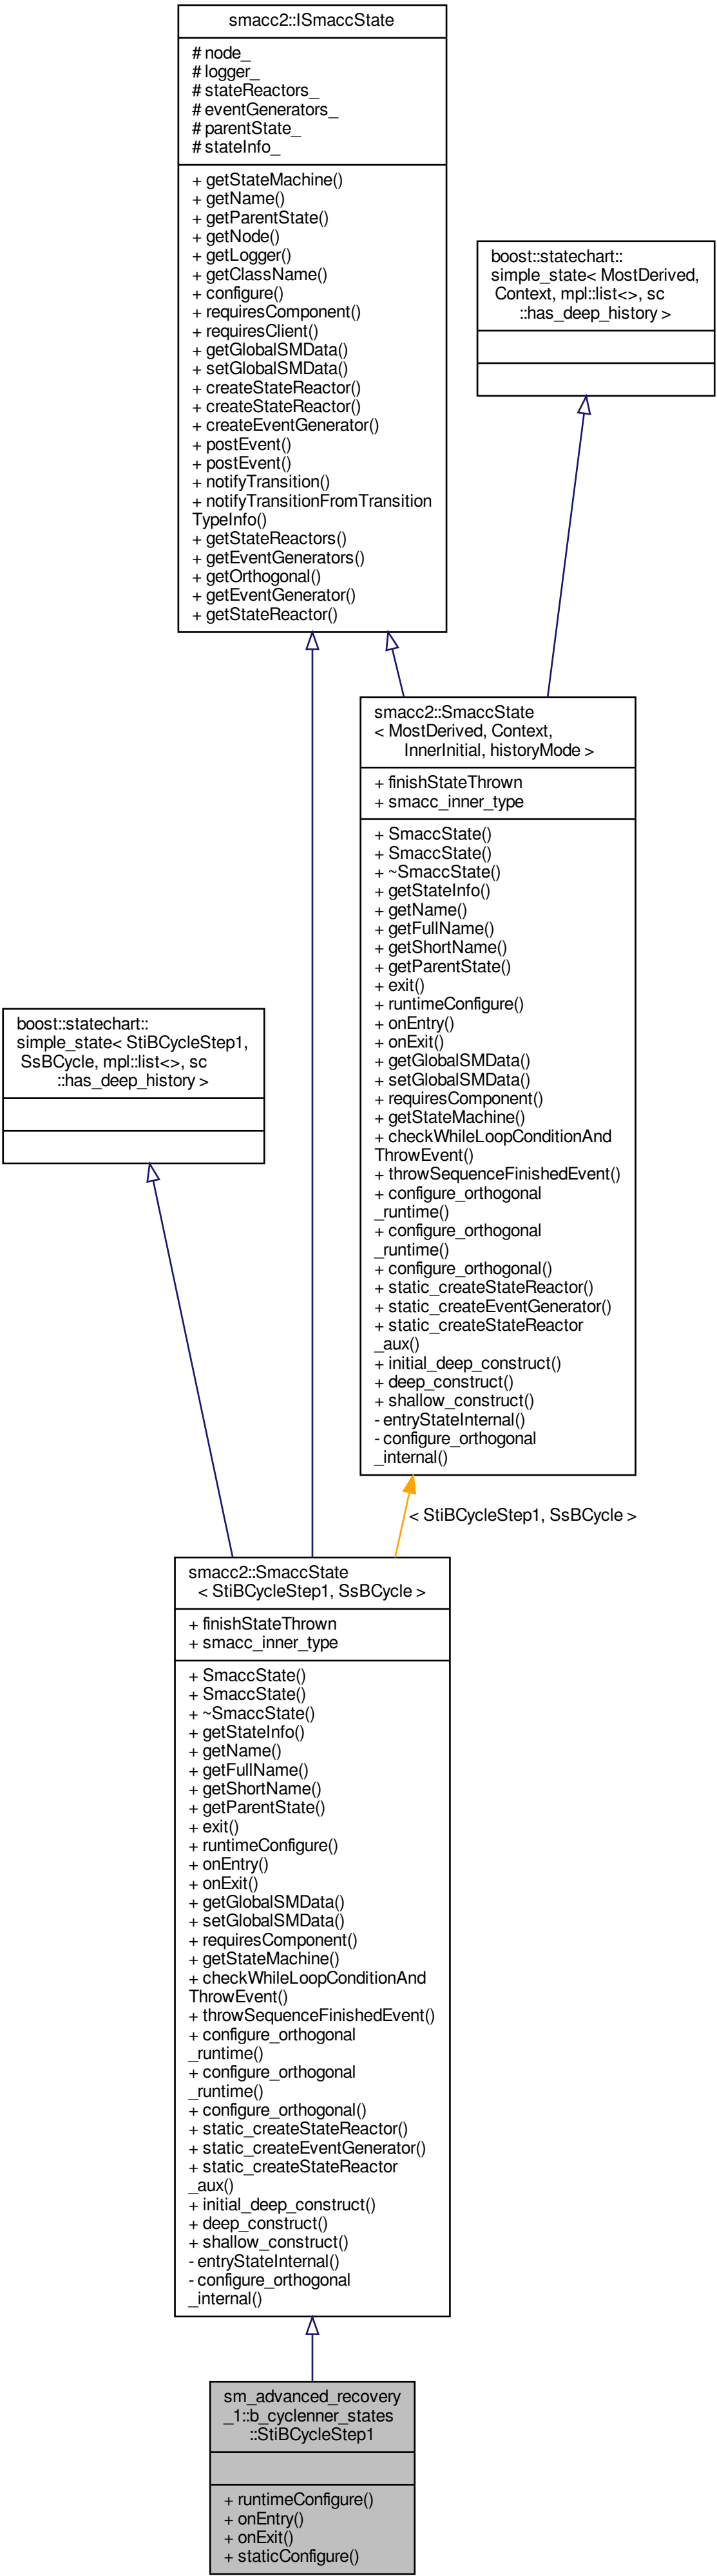 smacc2::ISmaccState
# node_
# logger_
# stateReactors_
# eventGenerators_
# parentState_
# stateInfo_
+ getStateMachine()
+ getName()
+ getParentState()
+ getNode()
+ getLogger()
+ getClassName()
+ configure()
+ requiresComponent()
+ requiresClient()
+ getGlobalSMData()
+ setGlobalSMData()
+ createStateReactor()
+ createStateReactor()
+ createEventGenerator()
+ postEvent()
+ postEvent()
+ notifyTransition()
+ notifyTransitionFromTransition
TypeInfo()
+ getStateReactors()
+ getEventGenerators()
+ getOrthogonal()
+ getEventGenerator()
+ getStateReactor()
boost::statechart::
simple_state< MostDerived,
Context, mpl::list<>, sc
::has_deep_history >
smacc2::SmaccState
< MostDerived, Context,
InnerInitial, historyMode >
+ finishStateThrown
+ smacc_inner_type
+ SmaccState()
+ SmaccState()
+ ~SmaccState()
+ getStateInfo()
+ getName()
+ getFullName()
+ getShortName()
+ getParentState()
+ exit()
+ runtimeConfigure()
+ onEntry()
+ onExit()
+ getGlobalSMData()
+ setGlobalSMData()
+ requiresComponent()
+ getStateMachine()
+ checkWhileLoopConditionAnd
ThrowEvent()
+ throwSequenceFinishedEvent()
+ configure_orthogonal
_runtime()
+ configure_orthogonal
_runtime()
+ configure_orthogonal()
+ static_createStateReactor()
+ static_createEventGenerator()
+ static_createStateReactor
_aux()
+ initial_deep_construct()
+ deep_construct()
+ shallow_construct()
- entryStateInternal()
- configure_orthogonal
_internal()
boost::statechart::
simple_state< StiBCycleStep1,
SsBCycle, mpl::list<>, sc
::has_deep_history >
< StiBCycleStep1, SsBCycle >
smacc2::SmaccState
< StiBCycleStep1, SsBCycle >
+ finishStateThrown
+ smacc_inner_type
+ SmaccState()
+ SmaccState()
+ ~SmaccState()
+ getStateInfo()
+ getName()
+ getFullName()
+ getShortName()
+ getParentState()
+ exit()
+ runtimeConfigure()
+ onEntry()
+ onExit()
+ getGlobalSMData()
+ setGlobalSMData()
+ requiresComponent()
+ getStateMachine()
+ checkWhileLoopConditionAnd
ThrowEvent()
+ throwSequenceFinishedEvent()
+ configure_orthogonal
_runtime()
+ configure_orthogonal
_runtime()
+ configure_orthogonal()
+ static_createStateReactor()
+ static_createEventGenerator()
+ static_createStateReactor
_aux()
+ initial_deep_construct()
+ deep_construct()
+ shallow_construct()
- entryStateInternal()
- configure_orthogonal
_internal()
sm_advanced_recovery
_1::b_cyclenner_states
::StiBCycleStep1
+ runtimeConfigure()
+ onEntry()
+ onExit()
+ staticConfigure()